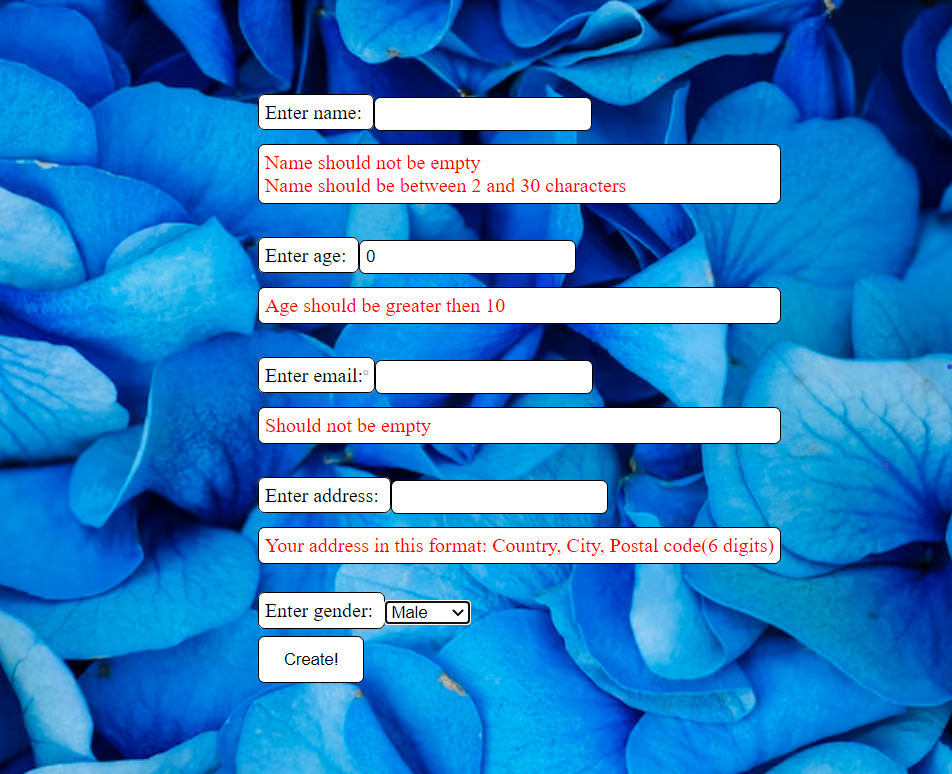 Enter name:
Name should not be empty
Name should be between 2 and 30 characters
Enter age: 0
Age should be greater then 10
Enter email:
Should not be empty
Enter address:
Your address in this format: Country, City, Postal code(6 digits)
Enter gender: Male
Create!